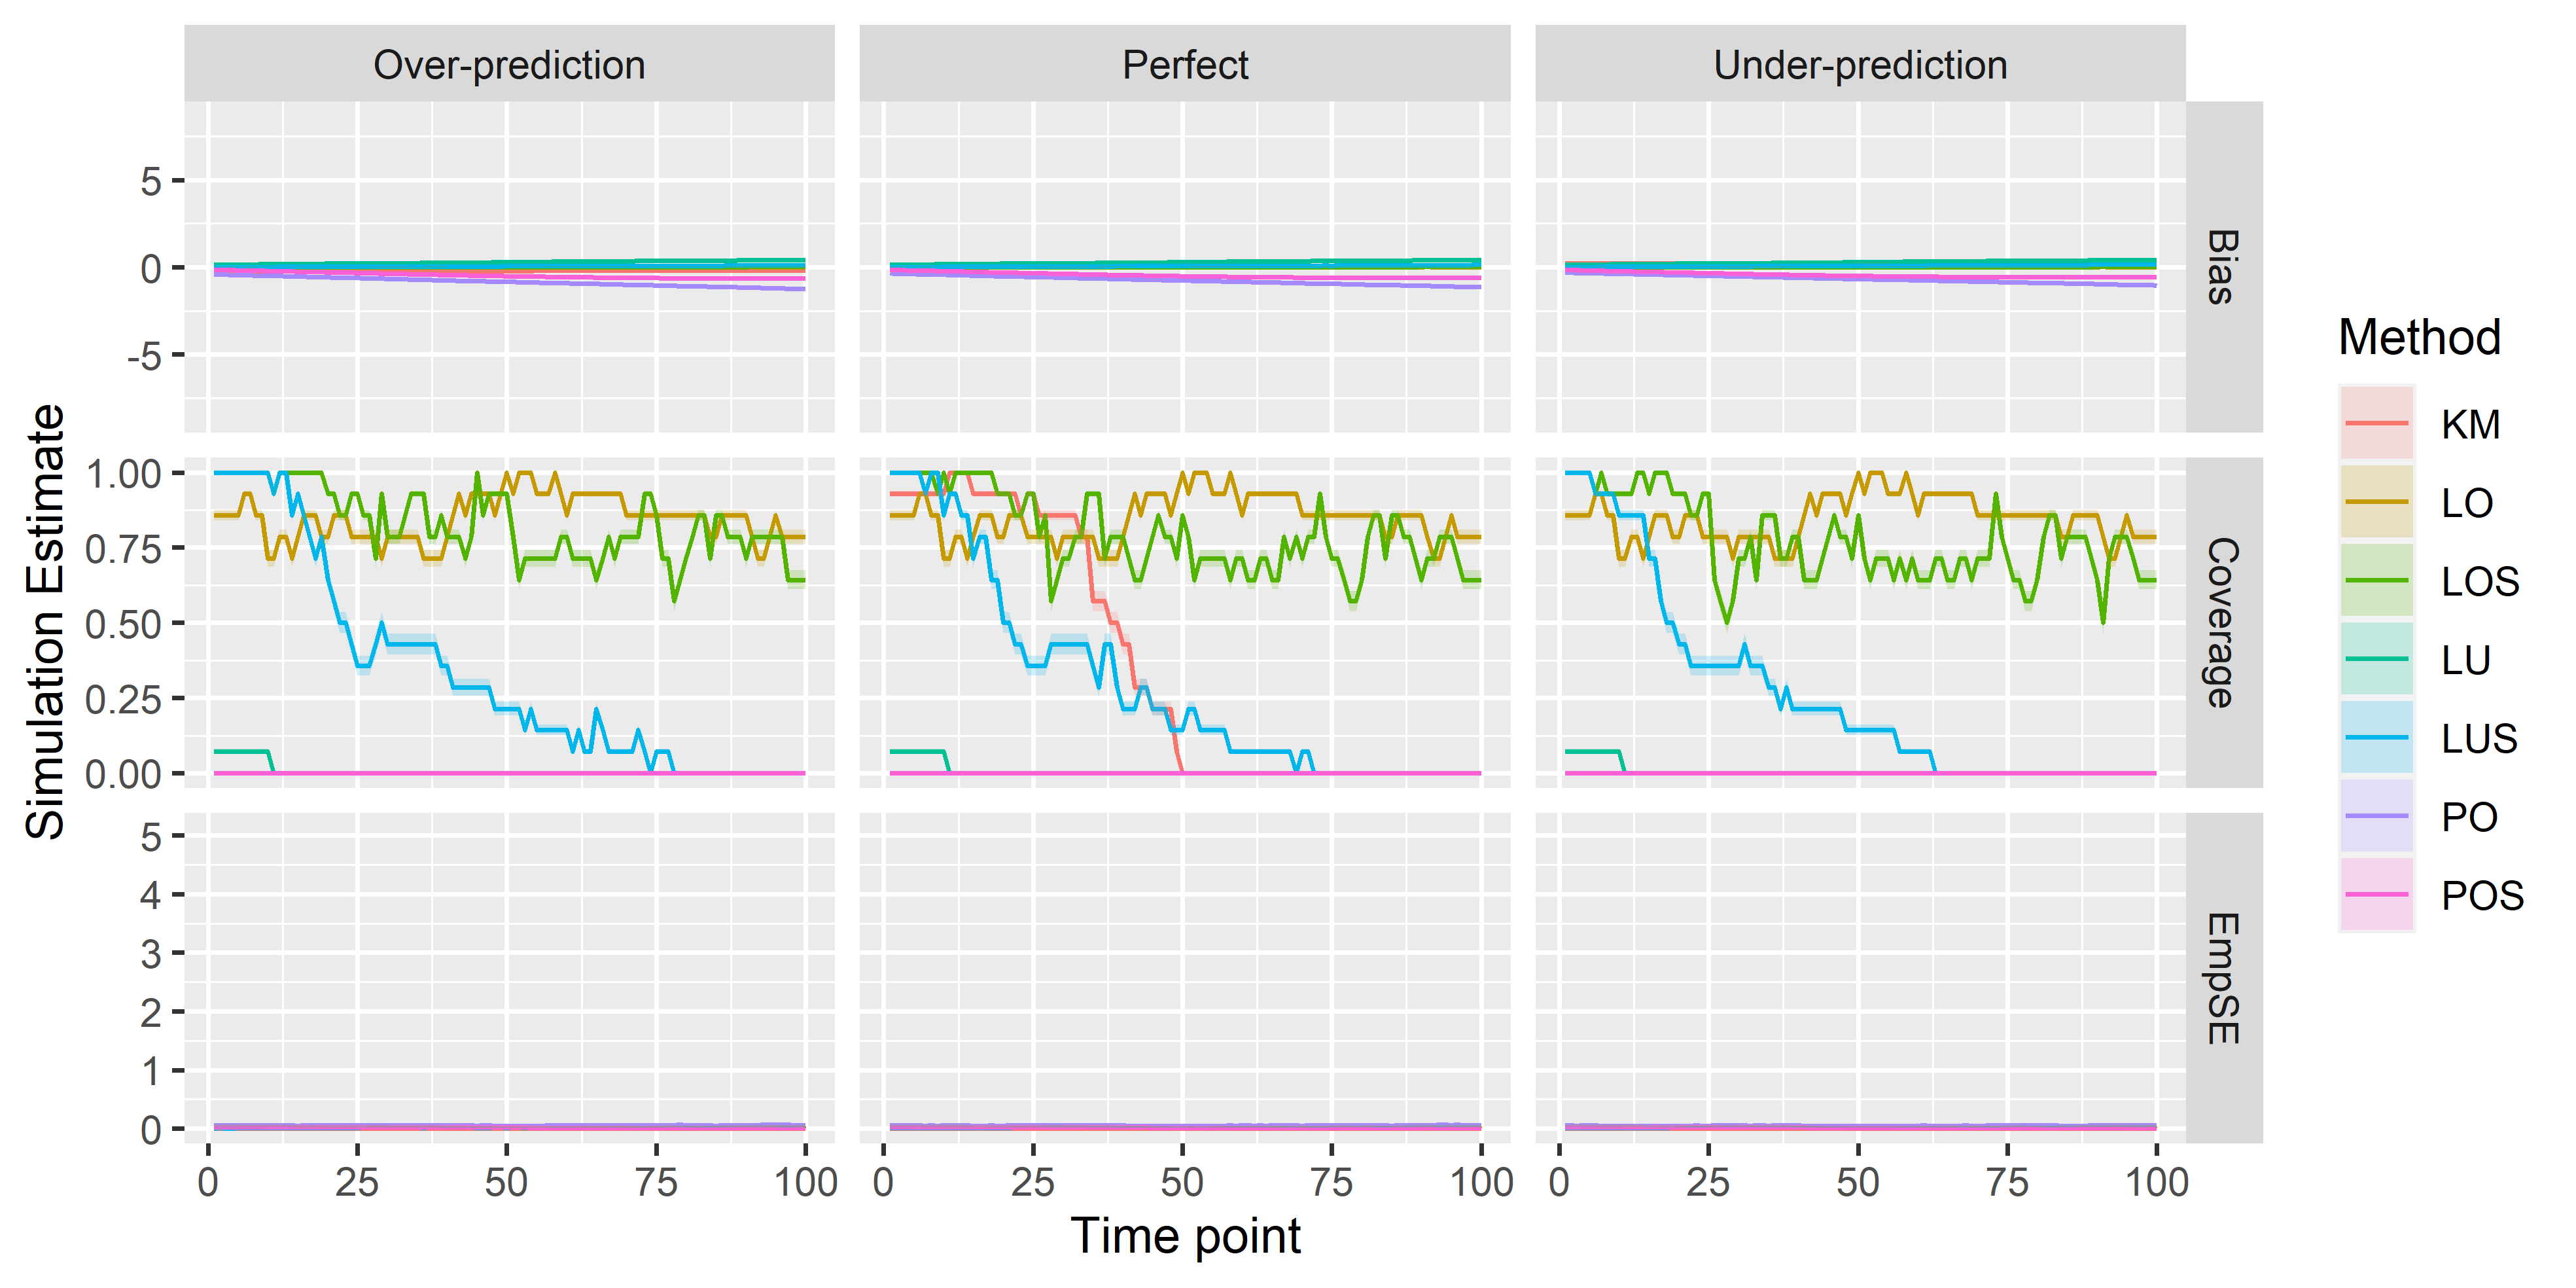 Over-prediction
Perfect
Under-prediction
5
0
-5
Bias
1.00
0.75
0.50
0.25
0.00
Coverage
5
4
3
2
1
0
EmpSE
0 25 50 75 100
0 25 50 75 100
0 25 50 75 100
Time point
Simulation Estimate
Method
KM
LO
LOS
LU
LUS
PO
POS